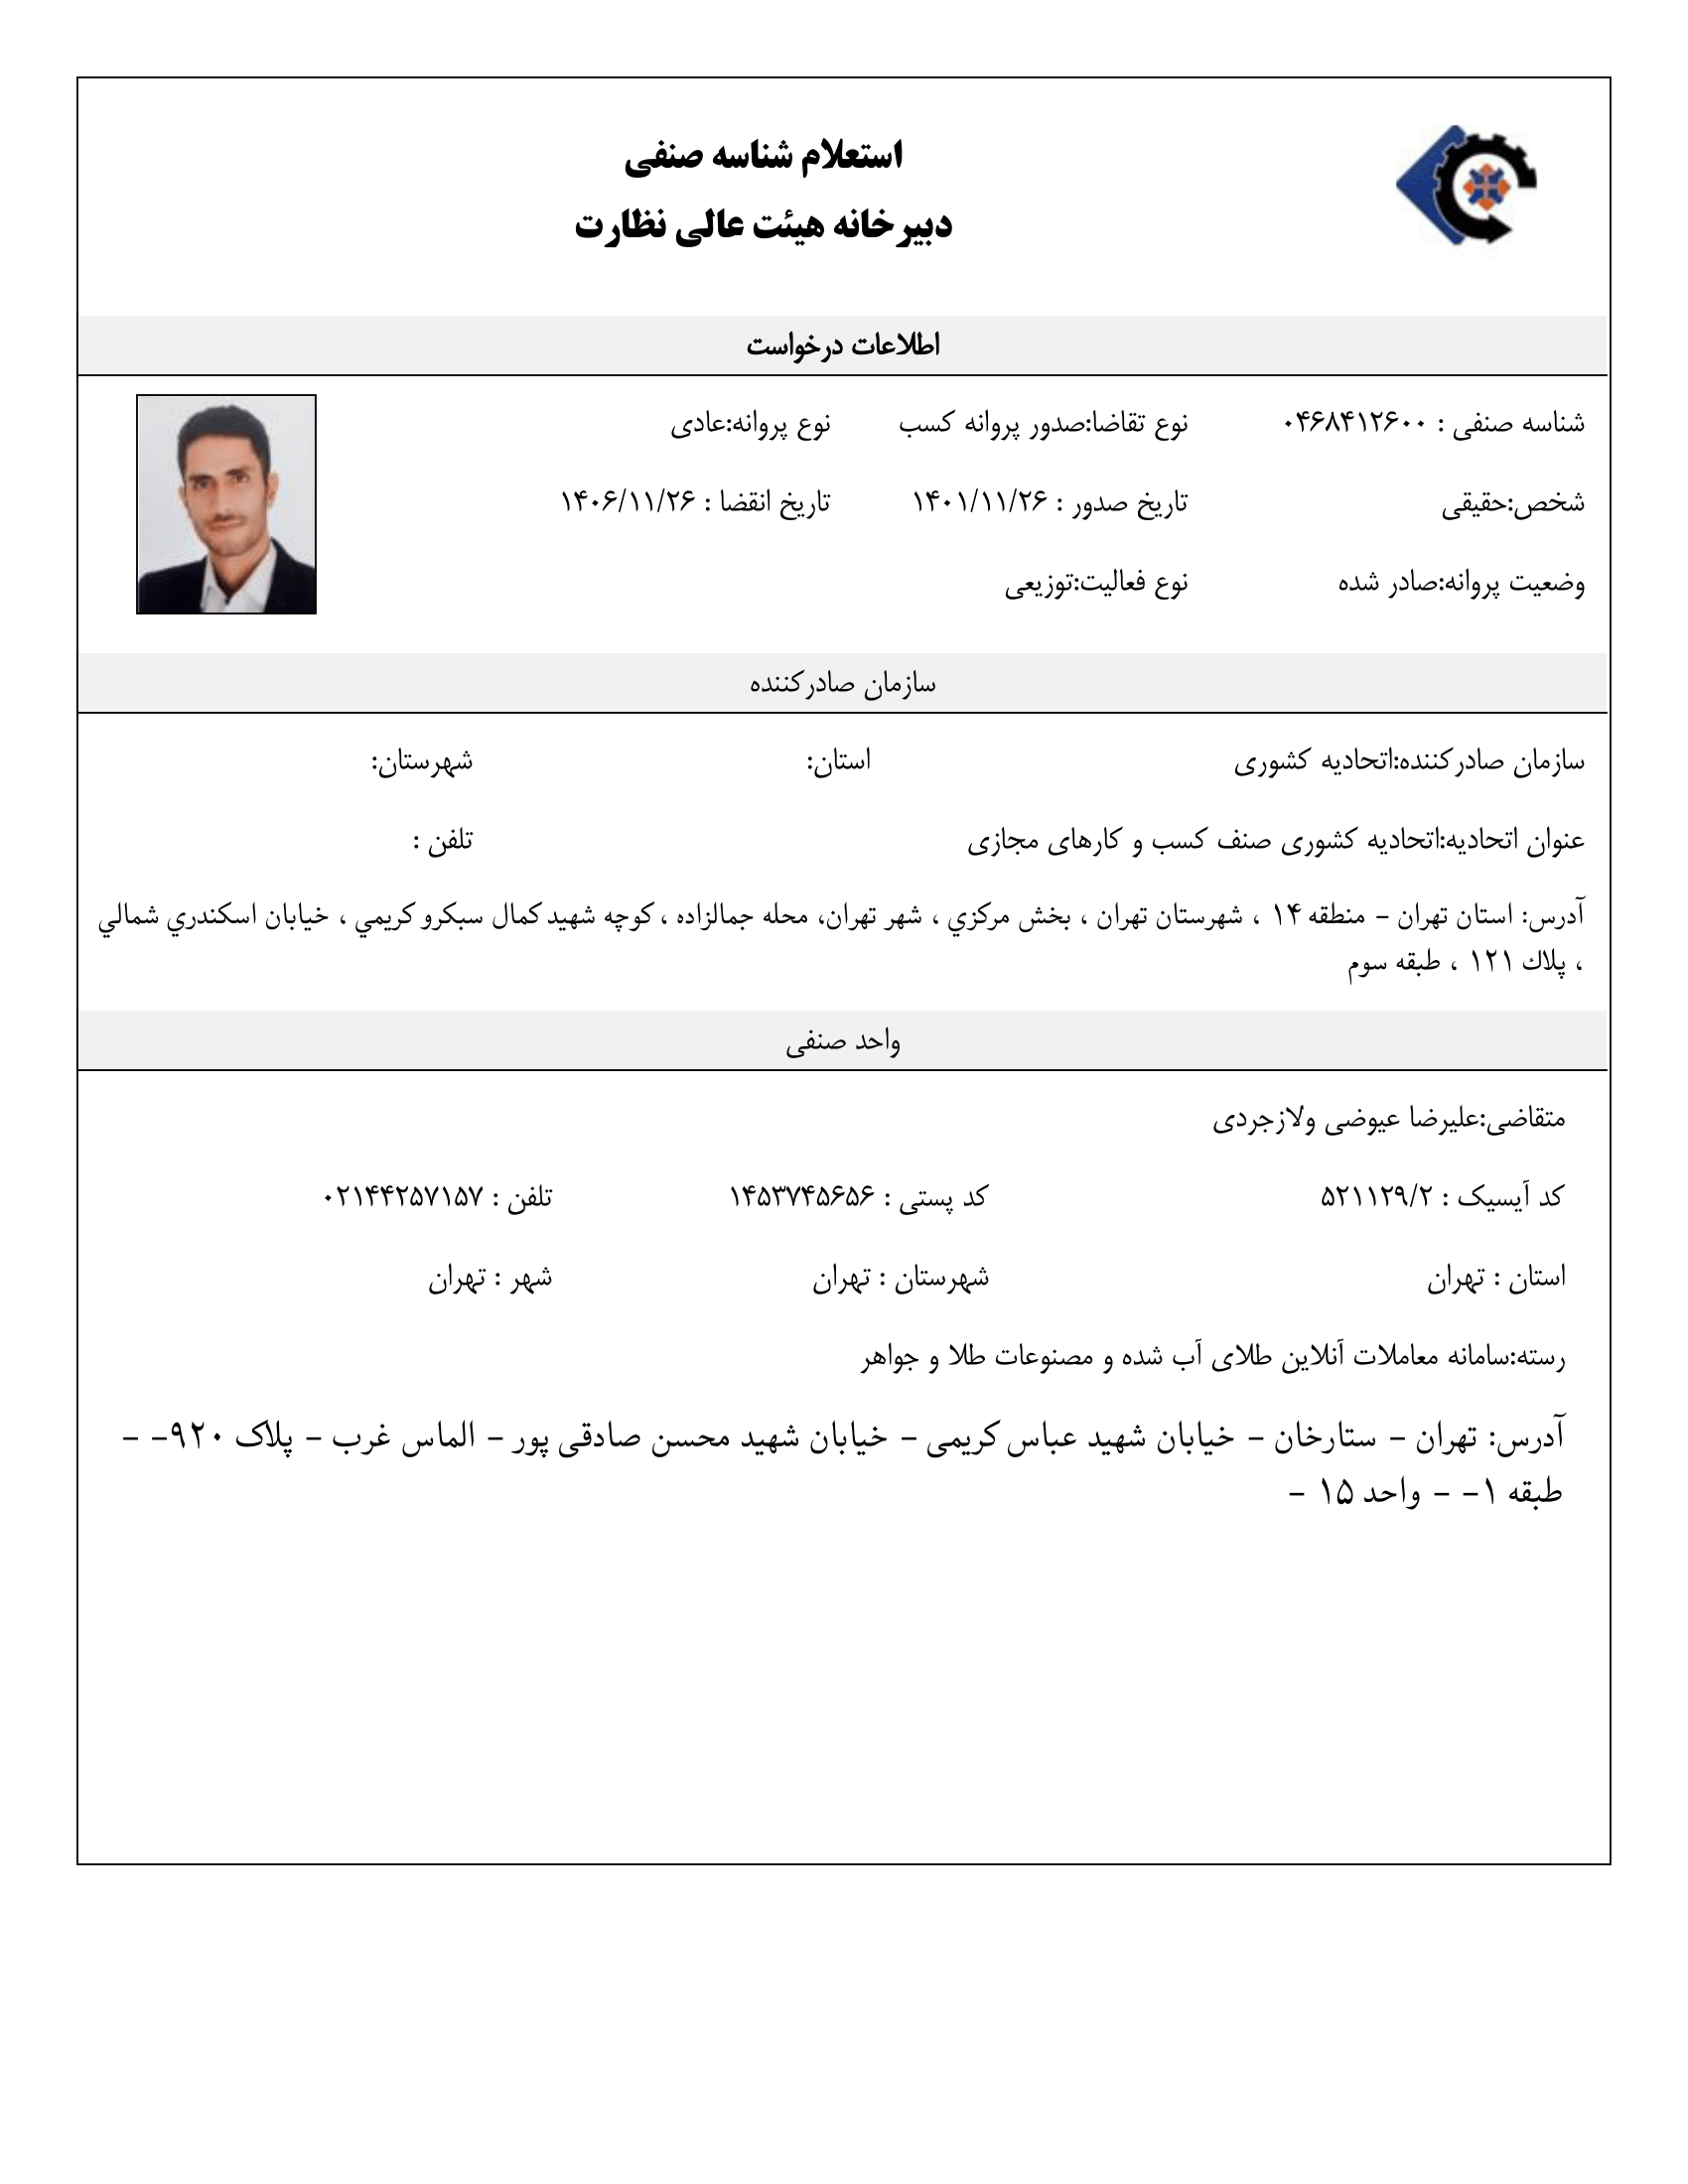 استعلام شناسه صنفی
دبیرخانه هیئت عالی نظارت
اطلاعات درخواست
شناسه صنفی : ۰۴۶۸۴۱۲۶۰۰ نوع تقاضا:صدور پروانه کسب نوع پروانه:عادی
شخص:حقیقی تاریخ صدور : ۱۴۰۱/۱۱/۲۶ تاریخ انقضا : ۱۴۰۶/۱۱/۲۶
وضعیت پروانه:صادر شده نوع فعالیت:توزیعی
سازمان صادرکننده
سازمان صادرکننده:اتحادیه کشوری استان: شهرستان:
عنوان اتحادیه:اتحادیه کشوری صنف کسب و کارهای مجازی تلفن :
آدرس: استان تهران - منطقه ۱۴ ، شهرستان تهران ، بخش مرکزي ، شهر تهران، محله جمالزاده ، کوچه شهید کمال سبکرو کریمي ، خیابان اسکندري شمالي
، پلاك ۱۲۱ ، طبقه سوم
واحد صنفی
متقاضی:علیرضا عیوضی ولازجردی
کد آیسیک : ۵۲۱۱۲۹/۲ کد پستی : ۱۴۵۳۷۴۵۶۵۶ تلفن : ۰۲۱۴۴۲۵۷۱۵۷
استان : تهران شهرستان : تهران شهر : تهران
رسته:سامانه معاملات آنلاین طلای آب شده و مصنوعات طلا و جواهر
آدرس: تهران - ستارخان - خیابان شهید عباس کریمی - خیابان شهید محسن صادقی پور - الماس غرب - پلاک ۹۲۰- -
طبقه ۱- - واحد ۱۵ -